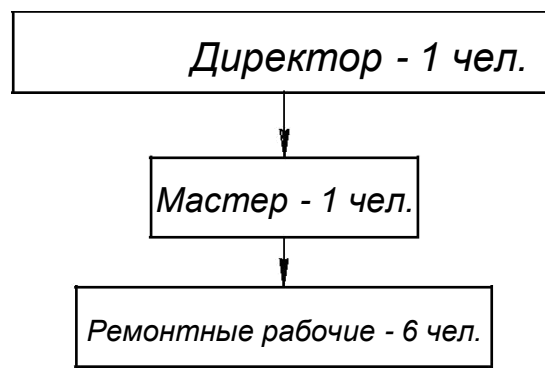 Директор - 1 чел.
Мастер - 1 чел.
Ремонтные рабочие - 6 чел.